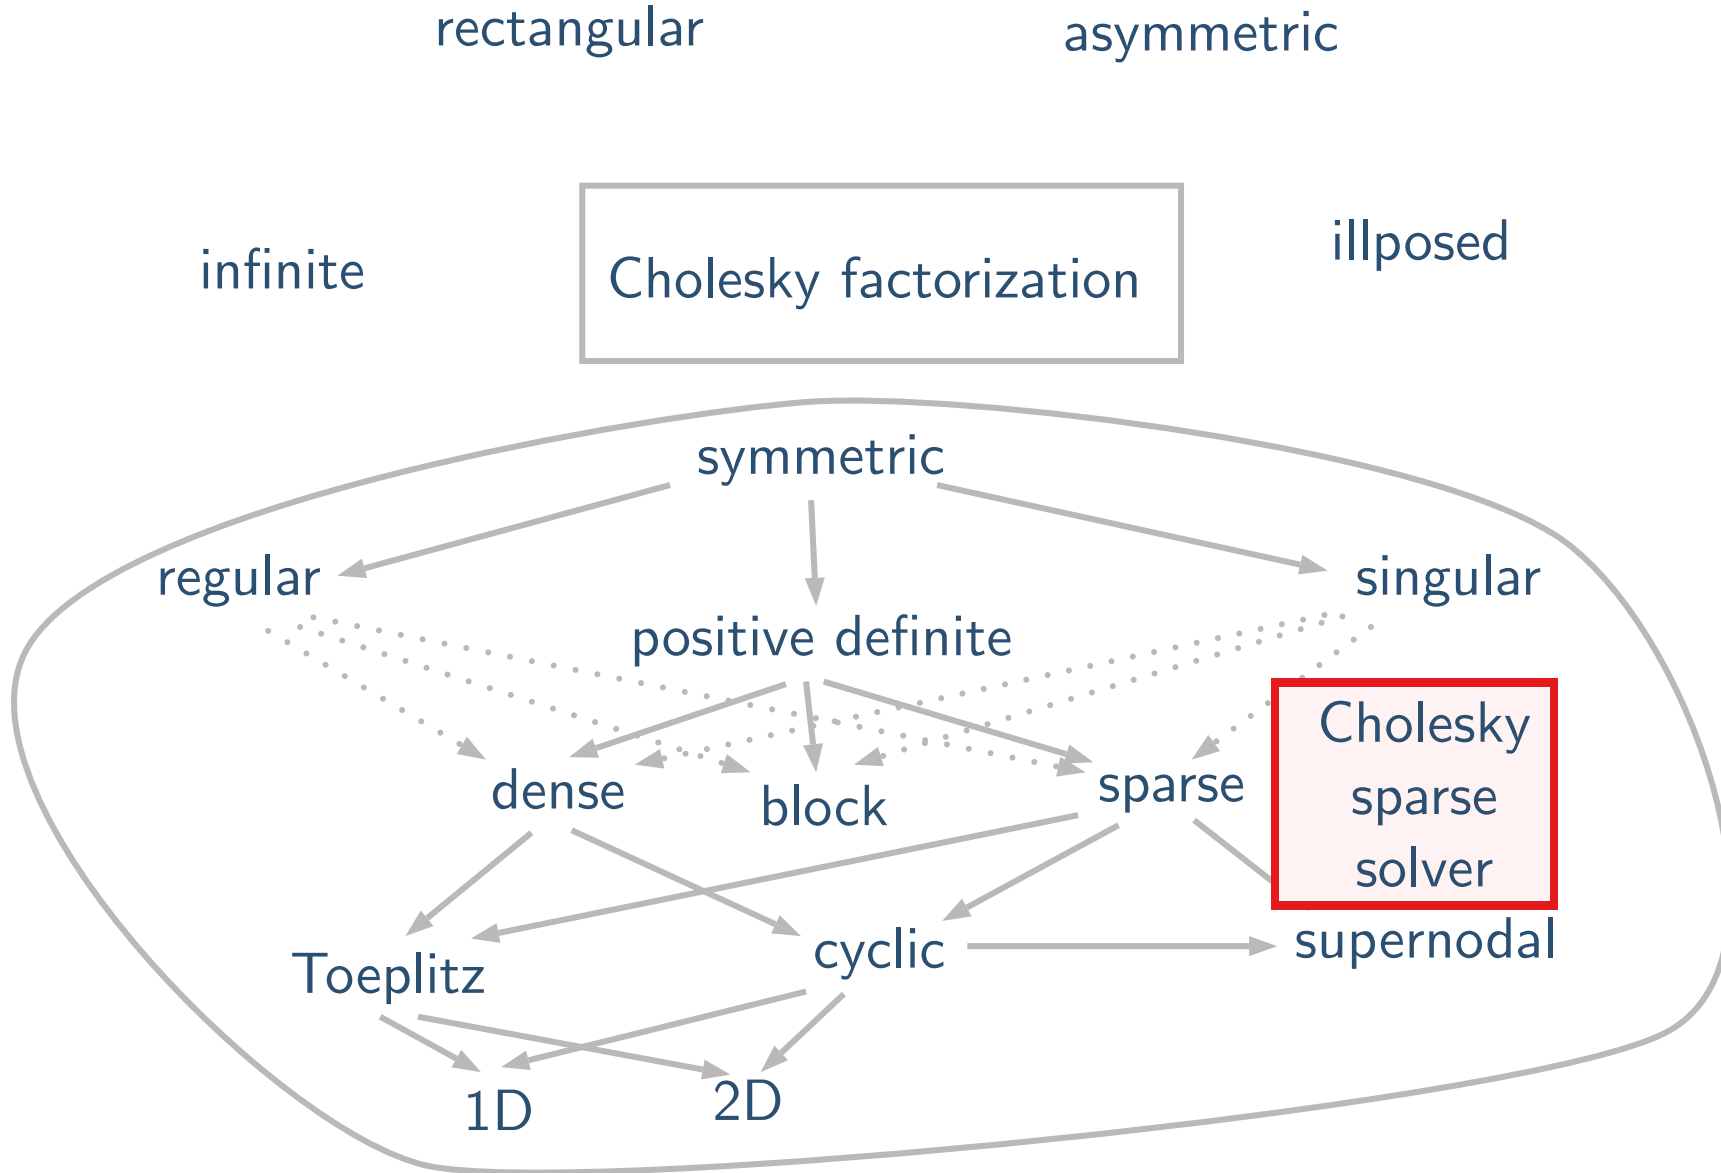 rectangular
asymmetric
infinite
Cholesky factorization
illposed
symmetric
regular
singular
positive definite
Cholesky
sparse
solver
dense
block
sparse
Toeplitz
cyclic
supernodal
1D
2D